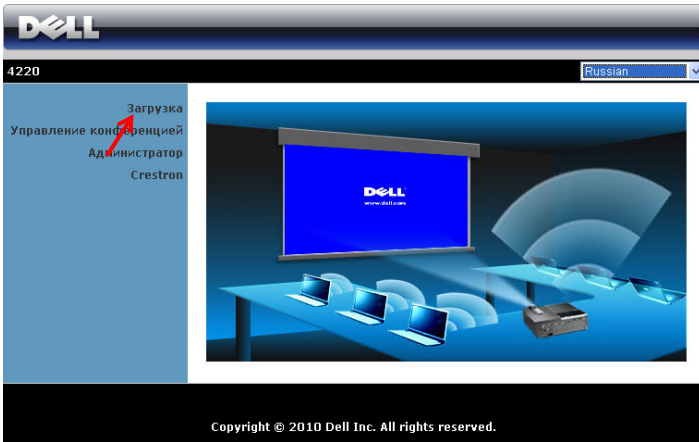 DELL
4220
Russian
Загрузка
Управление конференцией
Администратор
Crestron
DELL
www.dell.com
Copyright © 2010 Dell Inc. All rights reserved.